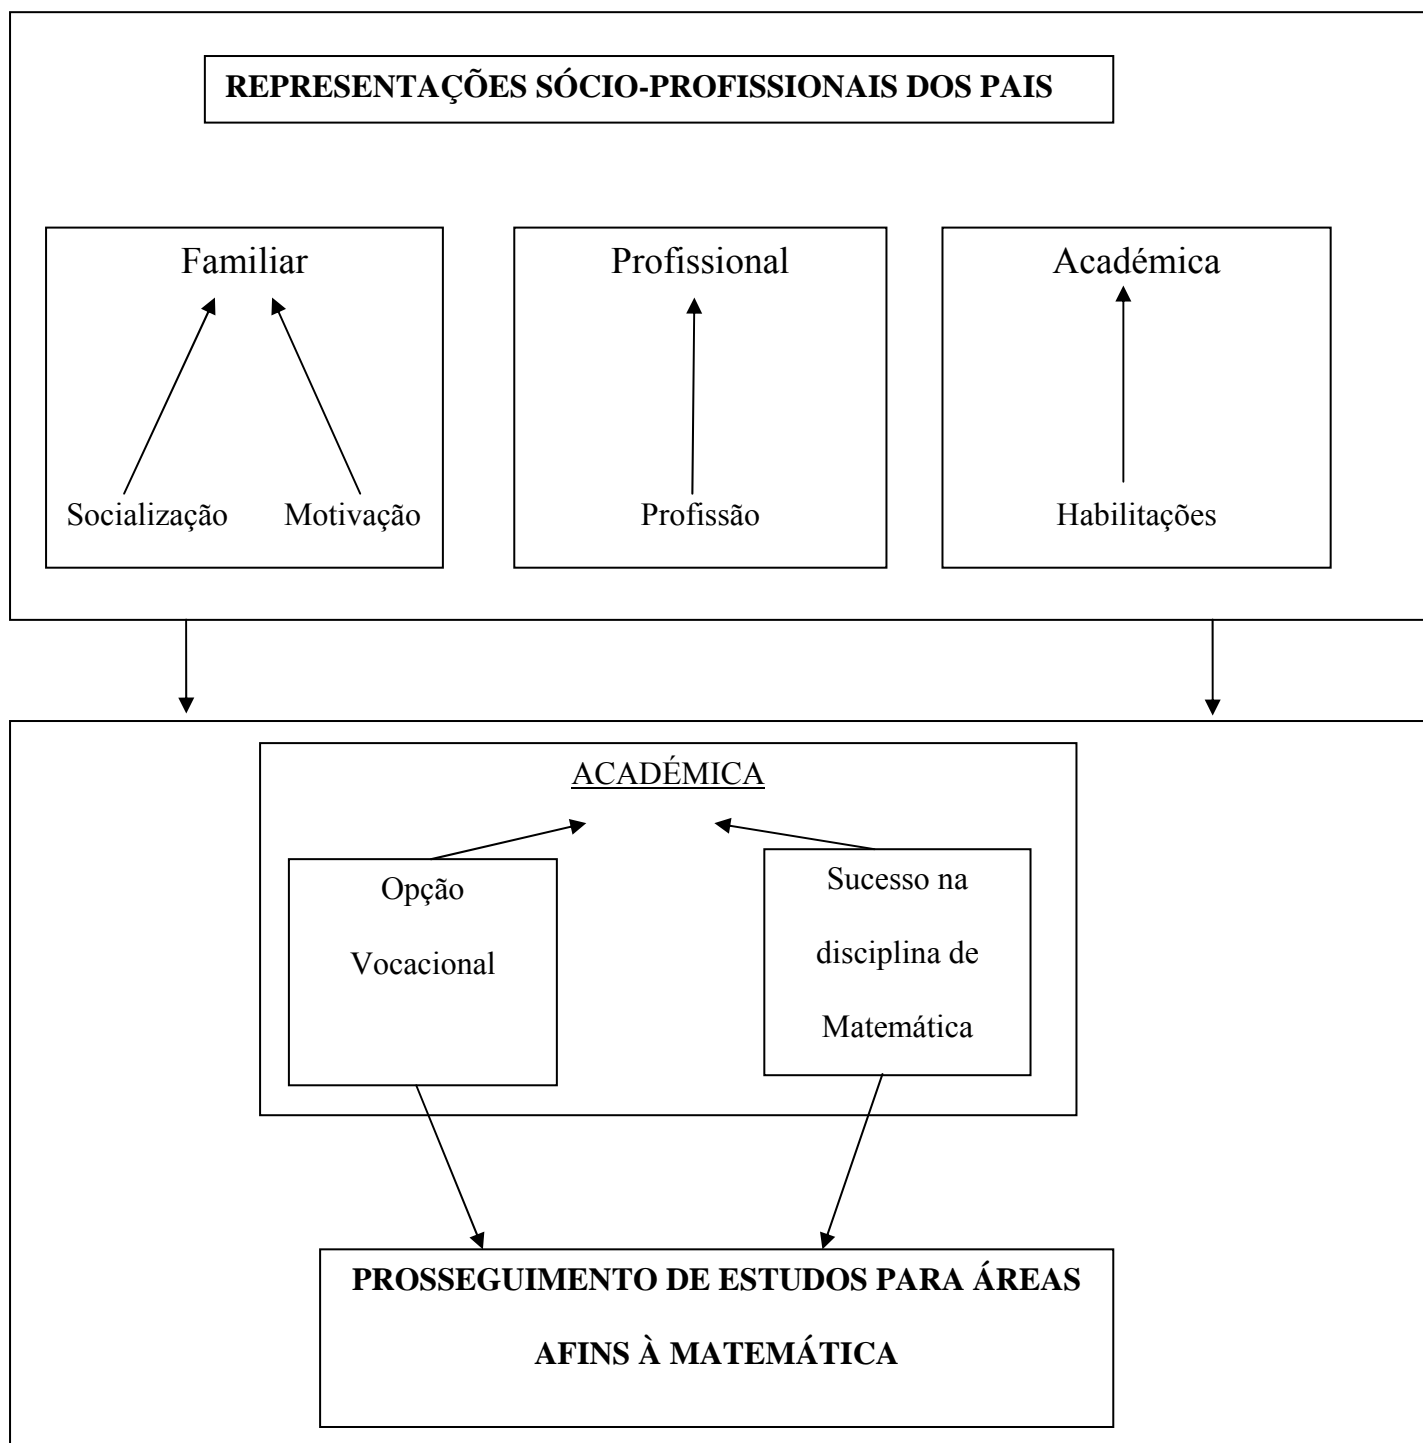 REPRESENTAÇÕES SÓCIO-PROFISSIONAIS DOS PAIS
Familiar
Socialização Motivação
Profissional
Profissão
Académica
Habilitações
ACADÉMICA
Opção
Vocacional
Sucesso na
disciplina de
Matemática
PROSSEGUIMENTO DE ESTUDOS PARA ÁREAS
AFINS À MATEMÁTICA